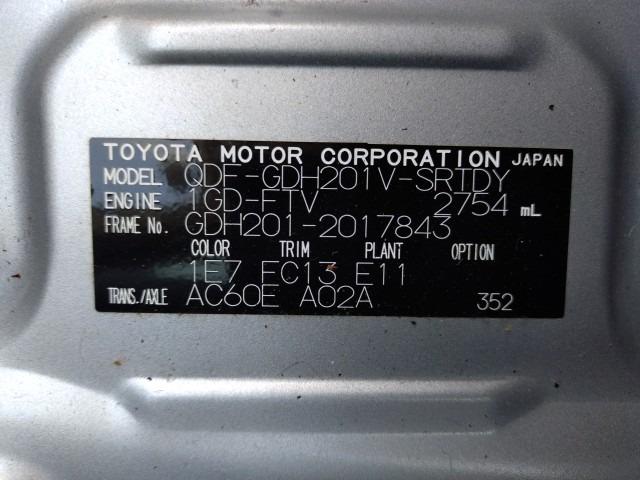 TOYOTA MOTOR CORPORATION JAPAN
MODEL QDF-GDH201V-SRTDY
ENGINE 1GD-FTV 2754 mL
FRAME No. GDH201-2017843
COLOR TRIM PLANT OPTION
1E7 FC13 E11
TRANS./AXLE AC60E A02A 352